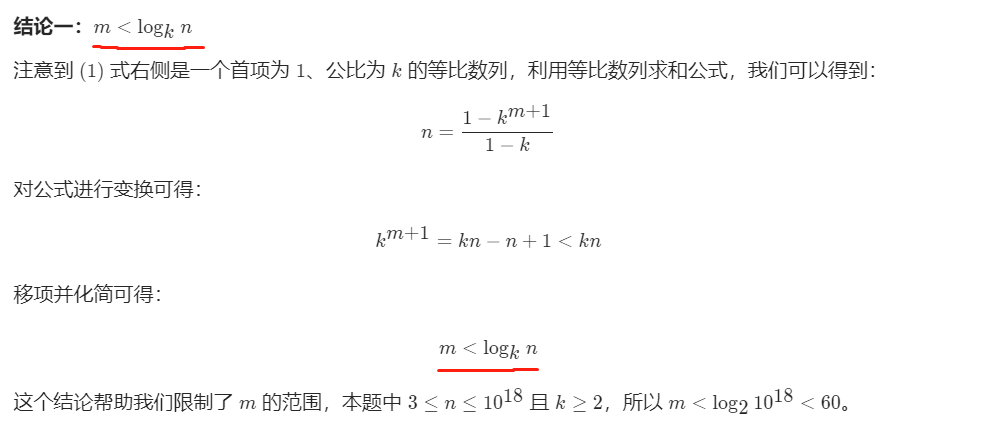 结论一：m < log_k n
注意到 (1) 式右侧是一个首项为 1、公比为 k 的等比数列，利用等比数列求和公式，我们可以得到：
n = \frac{1 − k^{m+1}}{1 − k}
对公式进行变换可得：
k^{m+1} = kn − n + 1 < kn
移项并化简可得：
m < log_k n
这个结论帮助我们限制了 m 的范围，本题中 3 ≤ n ≤ 10^{18} 且 k ≥ 2，所以 m < log_2 10^{18} < 60。